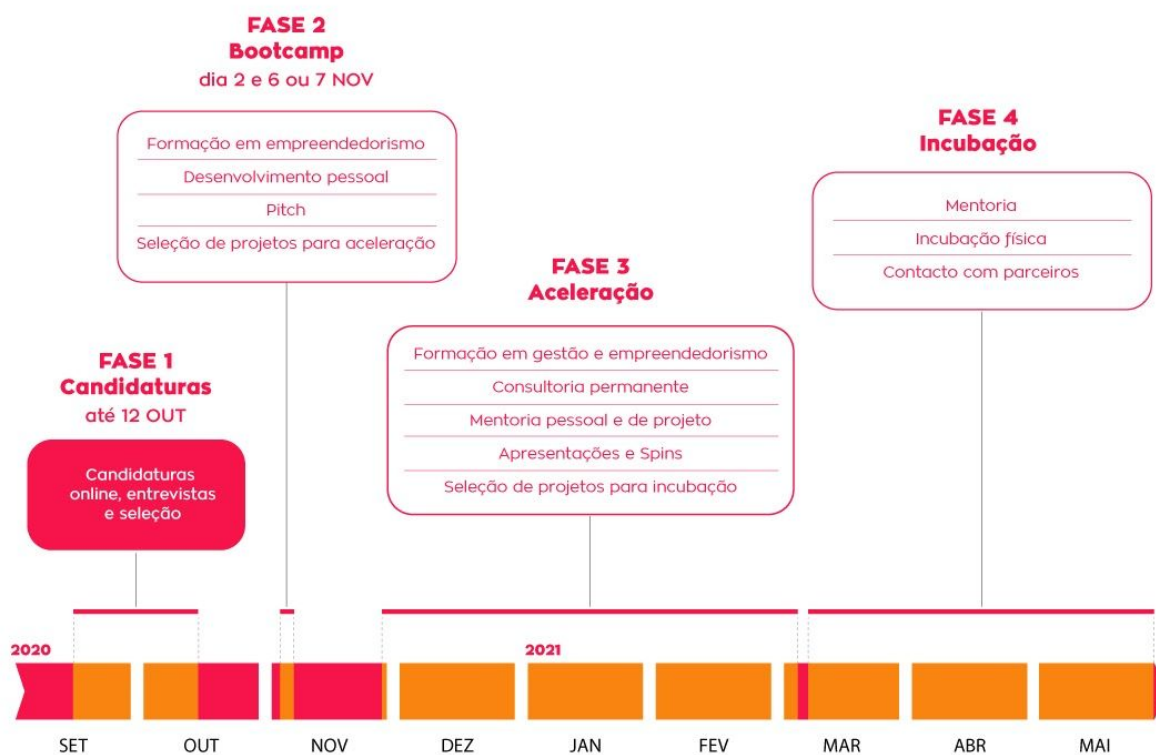 FASE 1
Candidaturas
até 12 OUT
Candidaturas
online, entrevistas
e seleção
FASE 2
Bootcamp
dia 2 e 6 ou 7 NOV
Formação em empreendedorismo
Desenvolvimento pessoal
Pitch
Seleção de projetos para aceleração
FASE 3
Aceleração
Formação em gestão e empreendedorismo
Consultoria permanente
Mentoria pessoal e de projeto
Apresentações e Spins
Seleção de projetos para incubação
FASE 4
Incubação
Mentoria
Incubação física
Contacto com parceiros
2020
2021
SET
OUT
NOV
DEZ
JAN
FEV
MAR
ABR
MAI